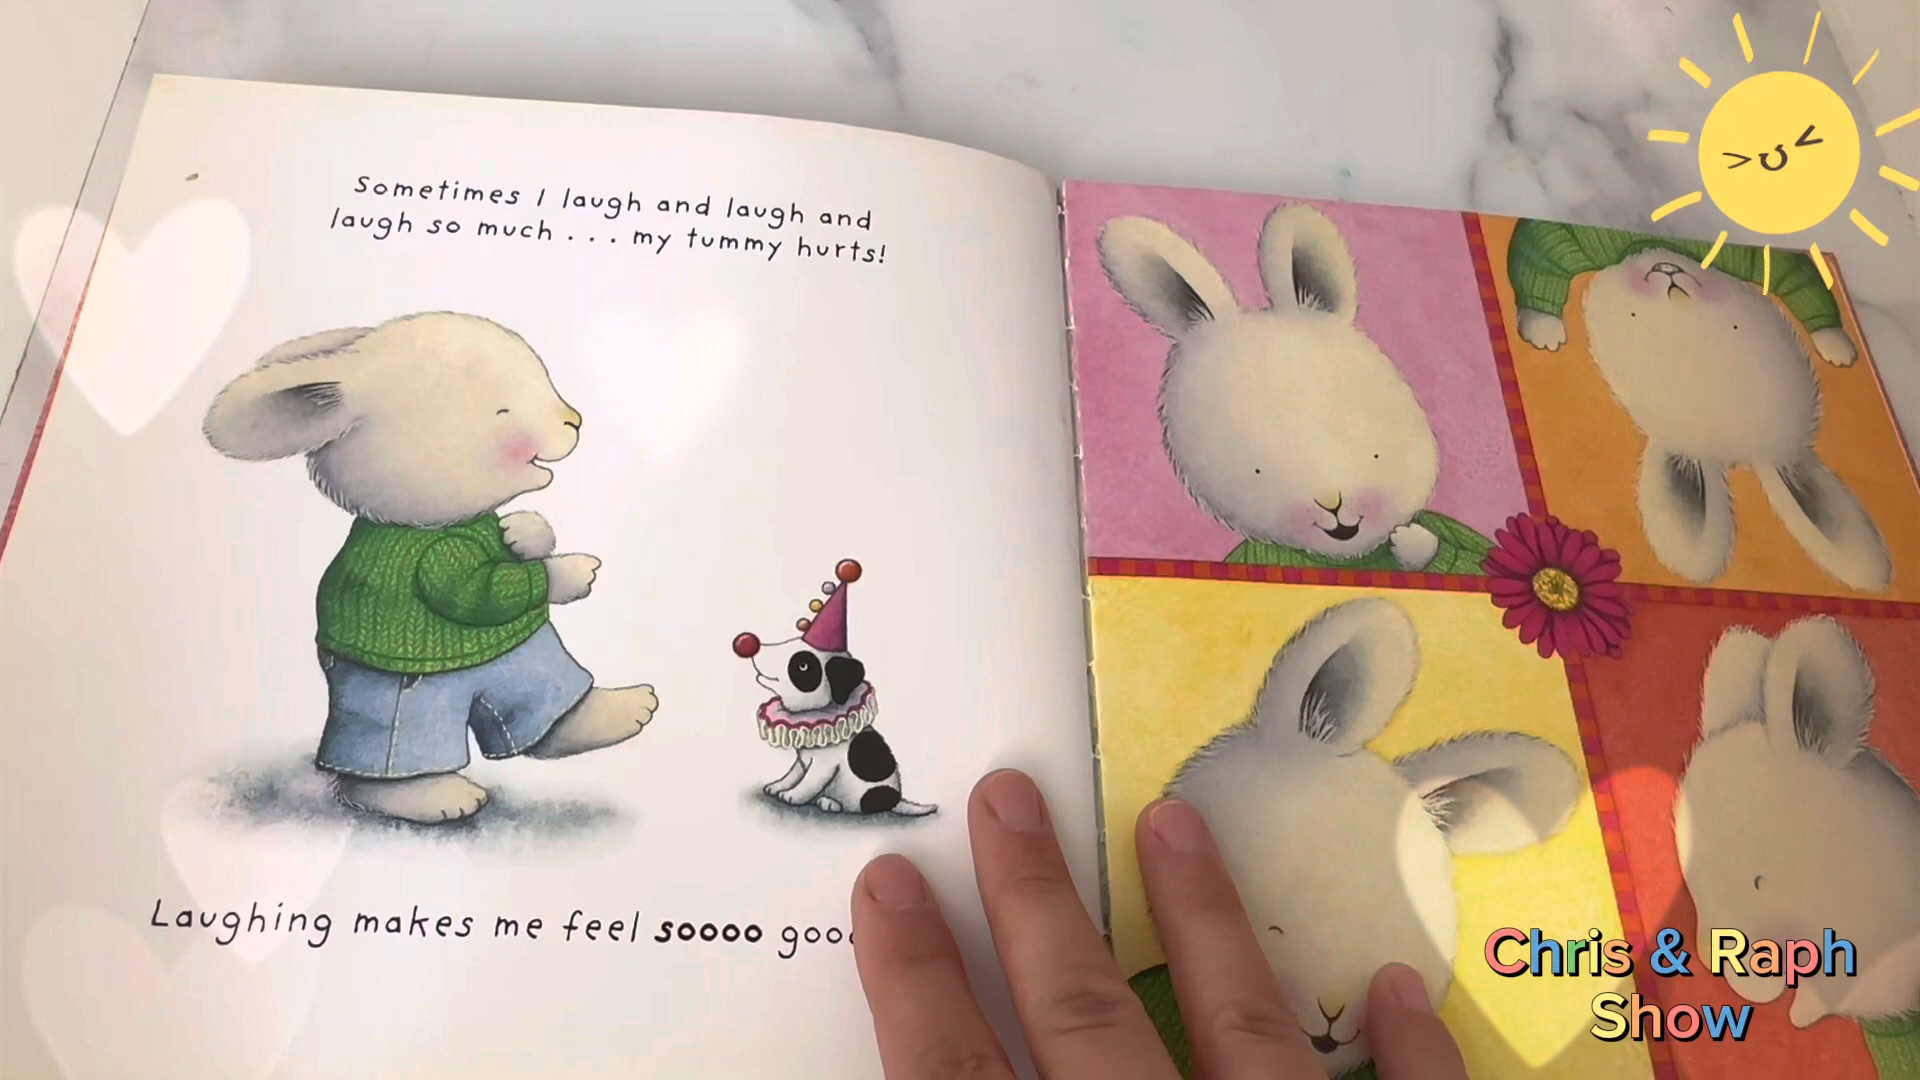 Sometimes I laugh and laugh and
laugh so much . . . my tummy hurts!
Laughing makes me feel soooo
Chris & Raph
Show